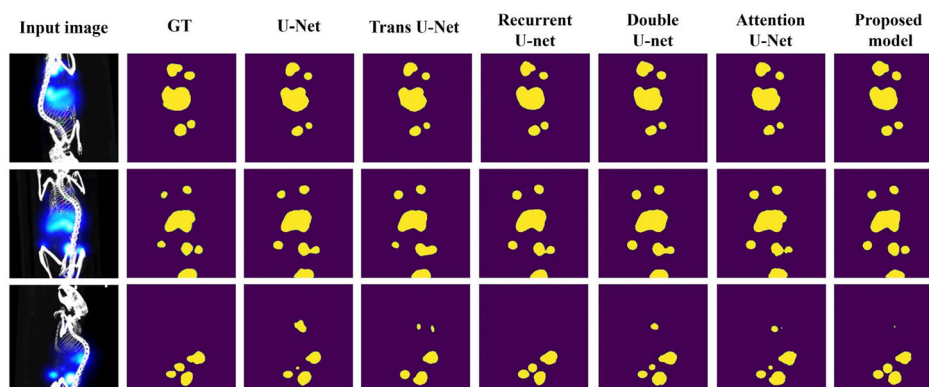 Input image
GT
U-Net
Trans U-Net
Recurrent
U-net
Double
U-net
Attention
U-Net
Proposed
model